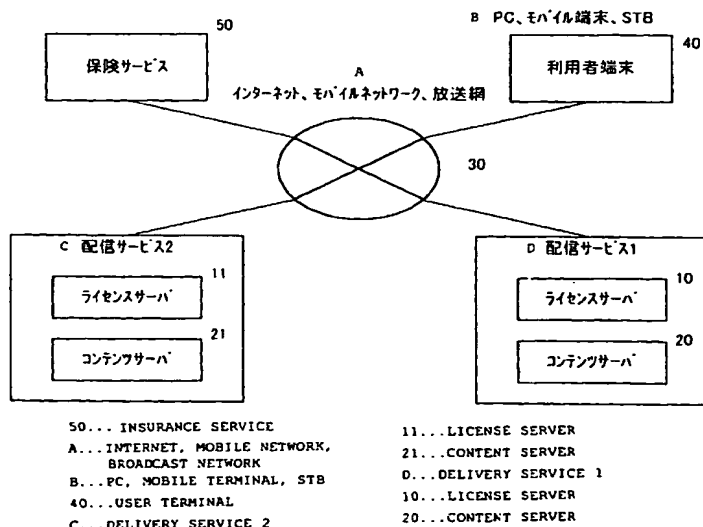 50
保険サービス
B PC、モバイル端末、STB
40
利用者端末
A
インターネット、モバイルネットワーク、放送網
30
C 配信サービス2
11
ライセンスサーバ
21
コンテンツサーバ
D 配信サービス1
10
ライセンスサーバ
20
コンテンツサーバ
50... INSURANCE SERVICE
A...INTERNET, MOBILE NETWORK,
BROADCAST NETWORK
B...PC, MOBILE TERMINAL, STB
40...USER TERMINAL
C...DELIVERY SERVICE 2
11...LICENSE SERVER
21...CONTENT SERVER
D...DELIVERY SERVICE 1
10...LICENSE SERVER
20...CONTENT SERVER